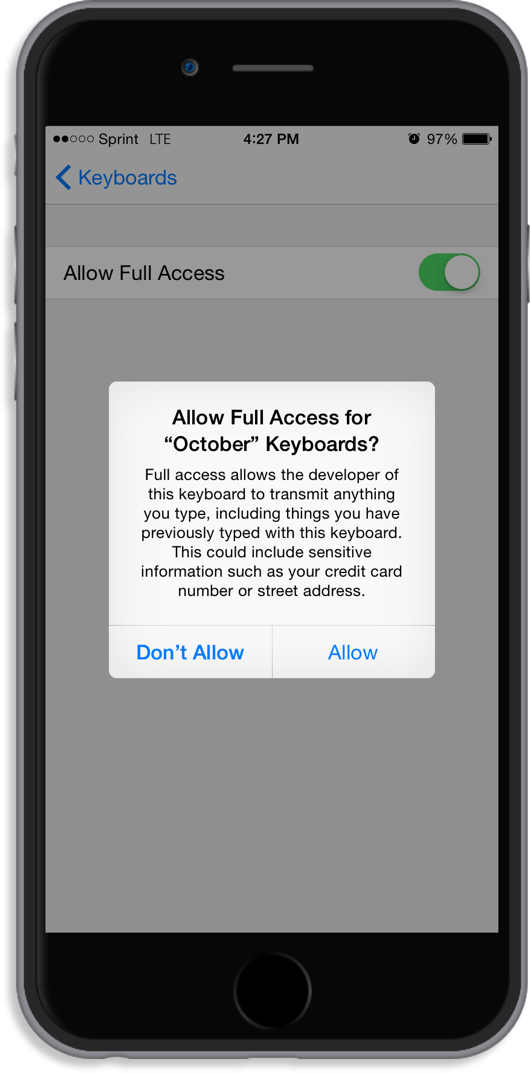 Sprint LTE 4:27 PM 97%
Keyboards
Allow Full Access
Allow Full Access for
“October” Keyboards?
Full access allows the developer of
this keyboard to transmit anything
you type, including things you have
previously typed with this keyboard.
This could include sensitive
information such as your credit card
number or street address.
Don’t Allow Allow